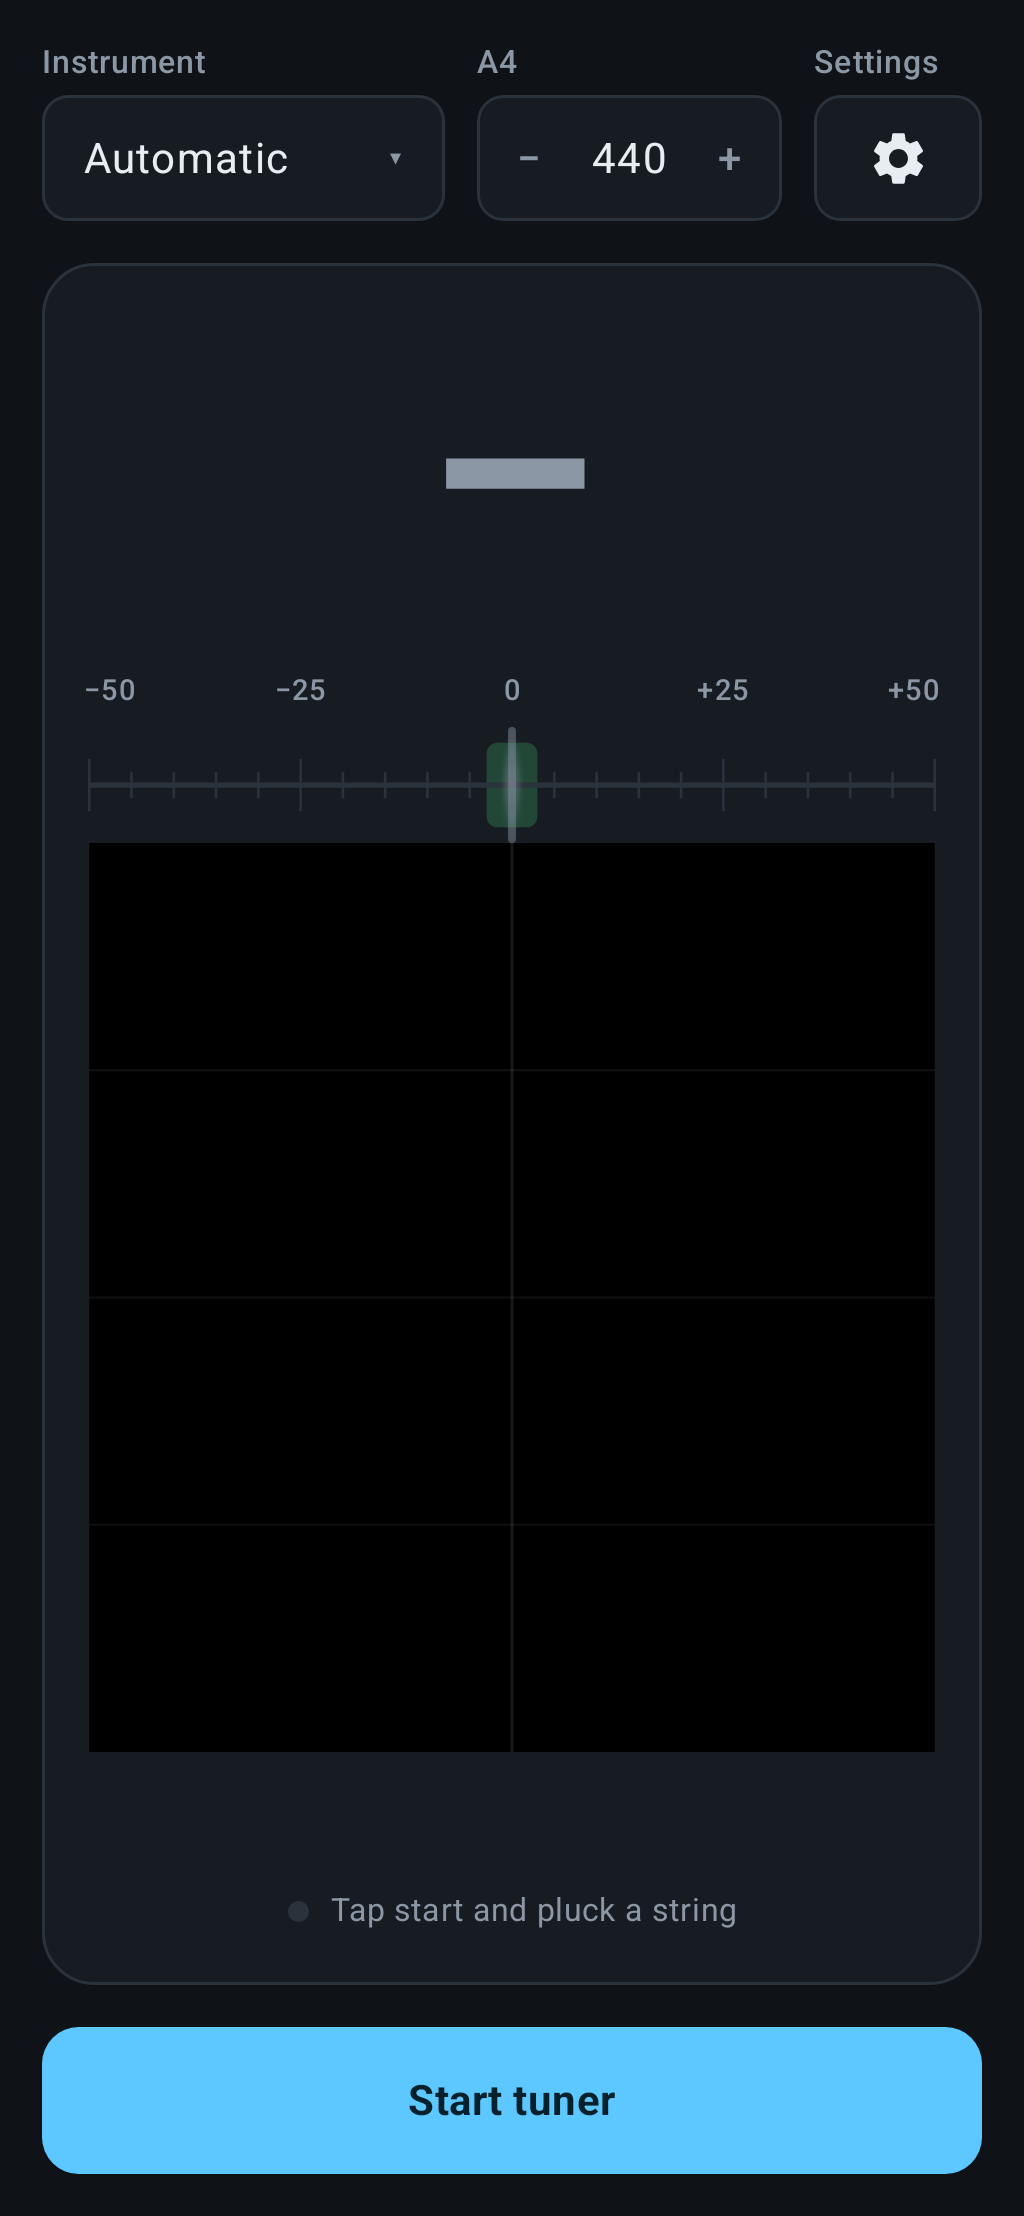 Instrument
A4
Settings
Automatic
− 440 +
−50 −25 0 +25 +50
Tap start and pluck a string
Start tuner